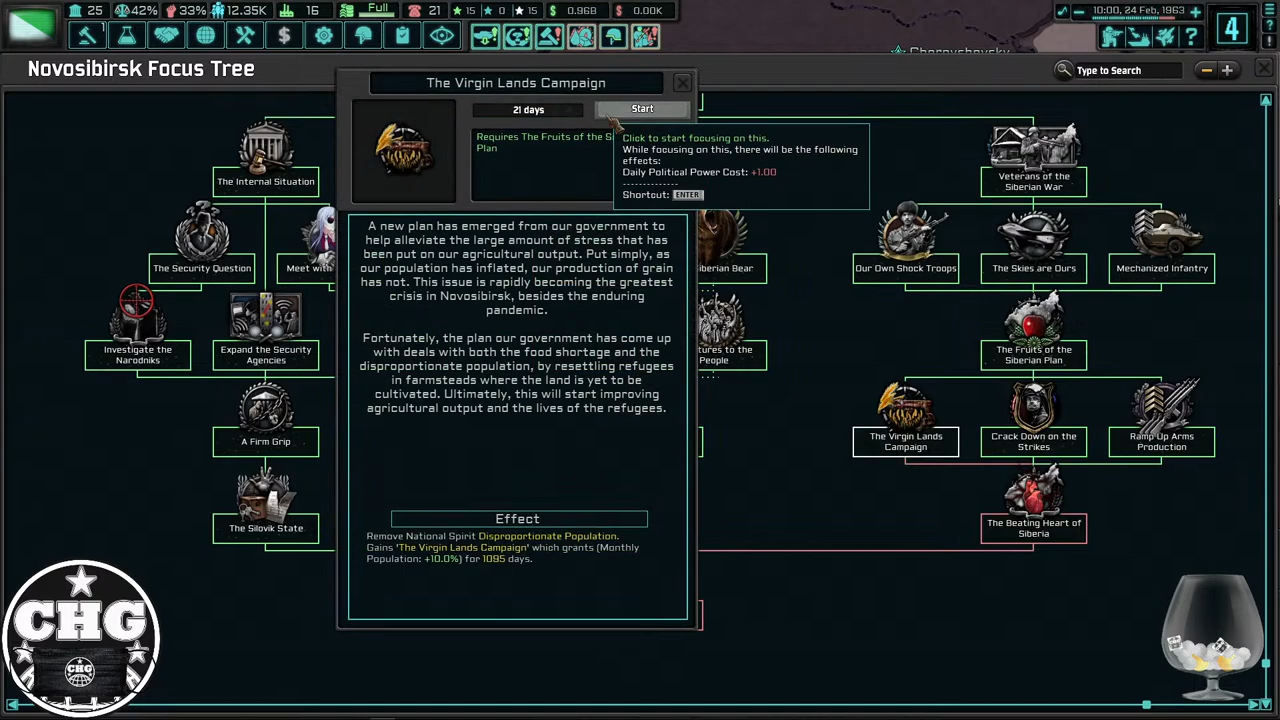 25 42% 33% 12.35K 16 Full 21 15 0 15 0.96B 0.00K
10:00, 24 Feb, 1963
4
Chernyshovsky
Novosibirsk Focus Tree
Type to Search
The Virgin Lands Campaign
21 days
Start
Requires The Fruits of the Si
Plan
Click to start focusing on this.
While focusing on this, there will be the following
effects:
Daily Political Power Cost: +1.00
--------------
Shortcut: ENTER
A new plan has emerged from our government to
help alleviate the large amount of stress that has
been put on our agricultural output. Put simply, as
our population has inflated, our production of grain
has not. This issue is rapidly becoming the greatest
crisis in Novosibirsk, besides the enduring
pandemic.
Fortunately, the plan our government has come up
with deals with both the food shortage and the
disproportionate population, by resettling refugees
in farmsteads where the land is yet to be
cultivated. Ultimately, this will start improving
agricultural output and the lives of the refugees.
Effect
Remove National Spirit Disproportionate Population.
Gains 'The Virgin Lands Campaign' which grants (Monthly
Population: +10.0%) for 1095 days.
The Internal Situation
The Security Question
Meet with
Investigate the
Narodniks
Expand the Security
Agencies
A Firm Grip
The Silovik State
iberian Bear
tures to the
People
Veterans of the
Siberian War
Our Own Shock Troops
The Skies are Ours
Mechanized Infantry
The Fruits of the
Siberian Plan
The Virgin Lands
Campaign
Crack Down on the
Strikes
Ramp Up Arms
Production
The Beating Heart of
Siberia
CHG
CHG